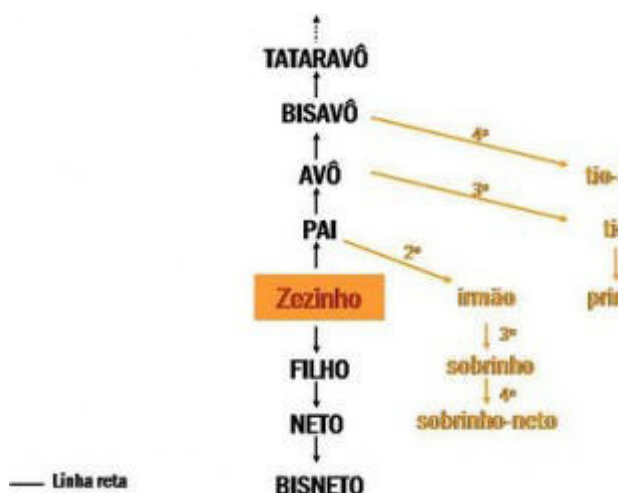 TATARAVÔ
BISAVÔ
4º
AVÔ
3º
PAI
2º
Zezinho
irmão
3º
FILHO
sobrinho
4º
NETO
sobrinho-neto
Linha reta
BISNETO